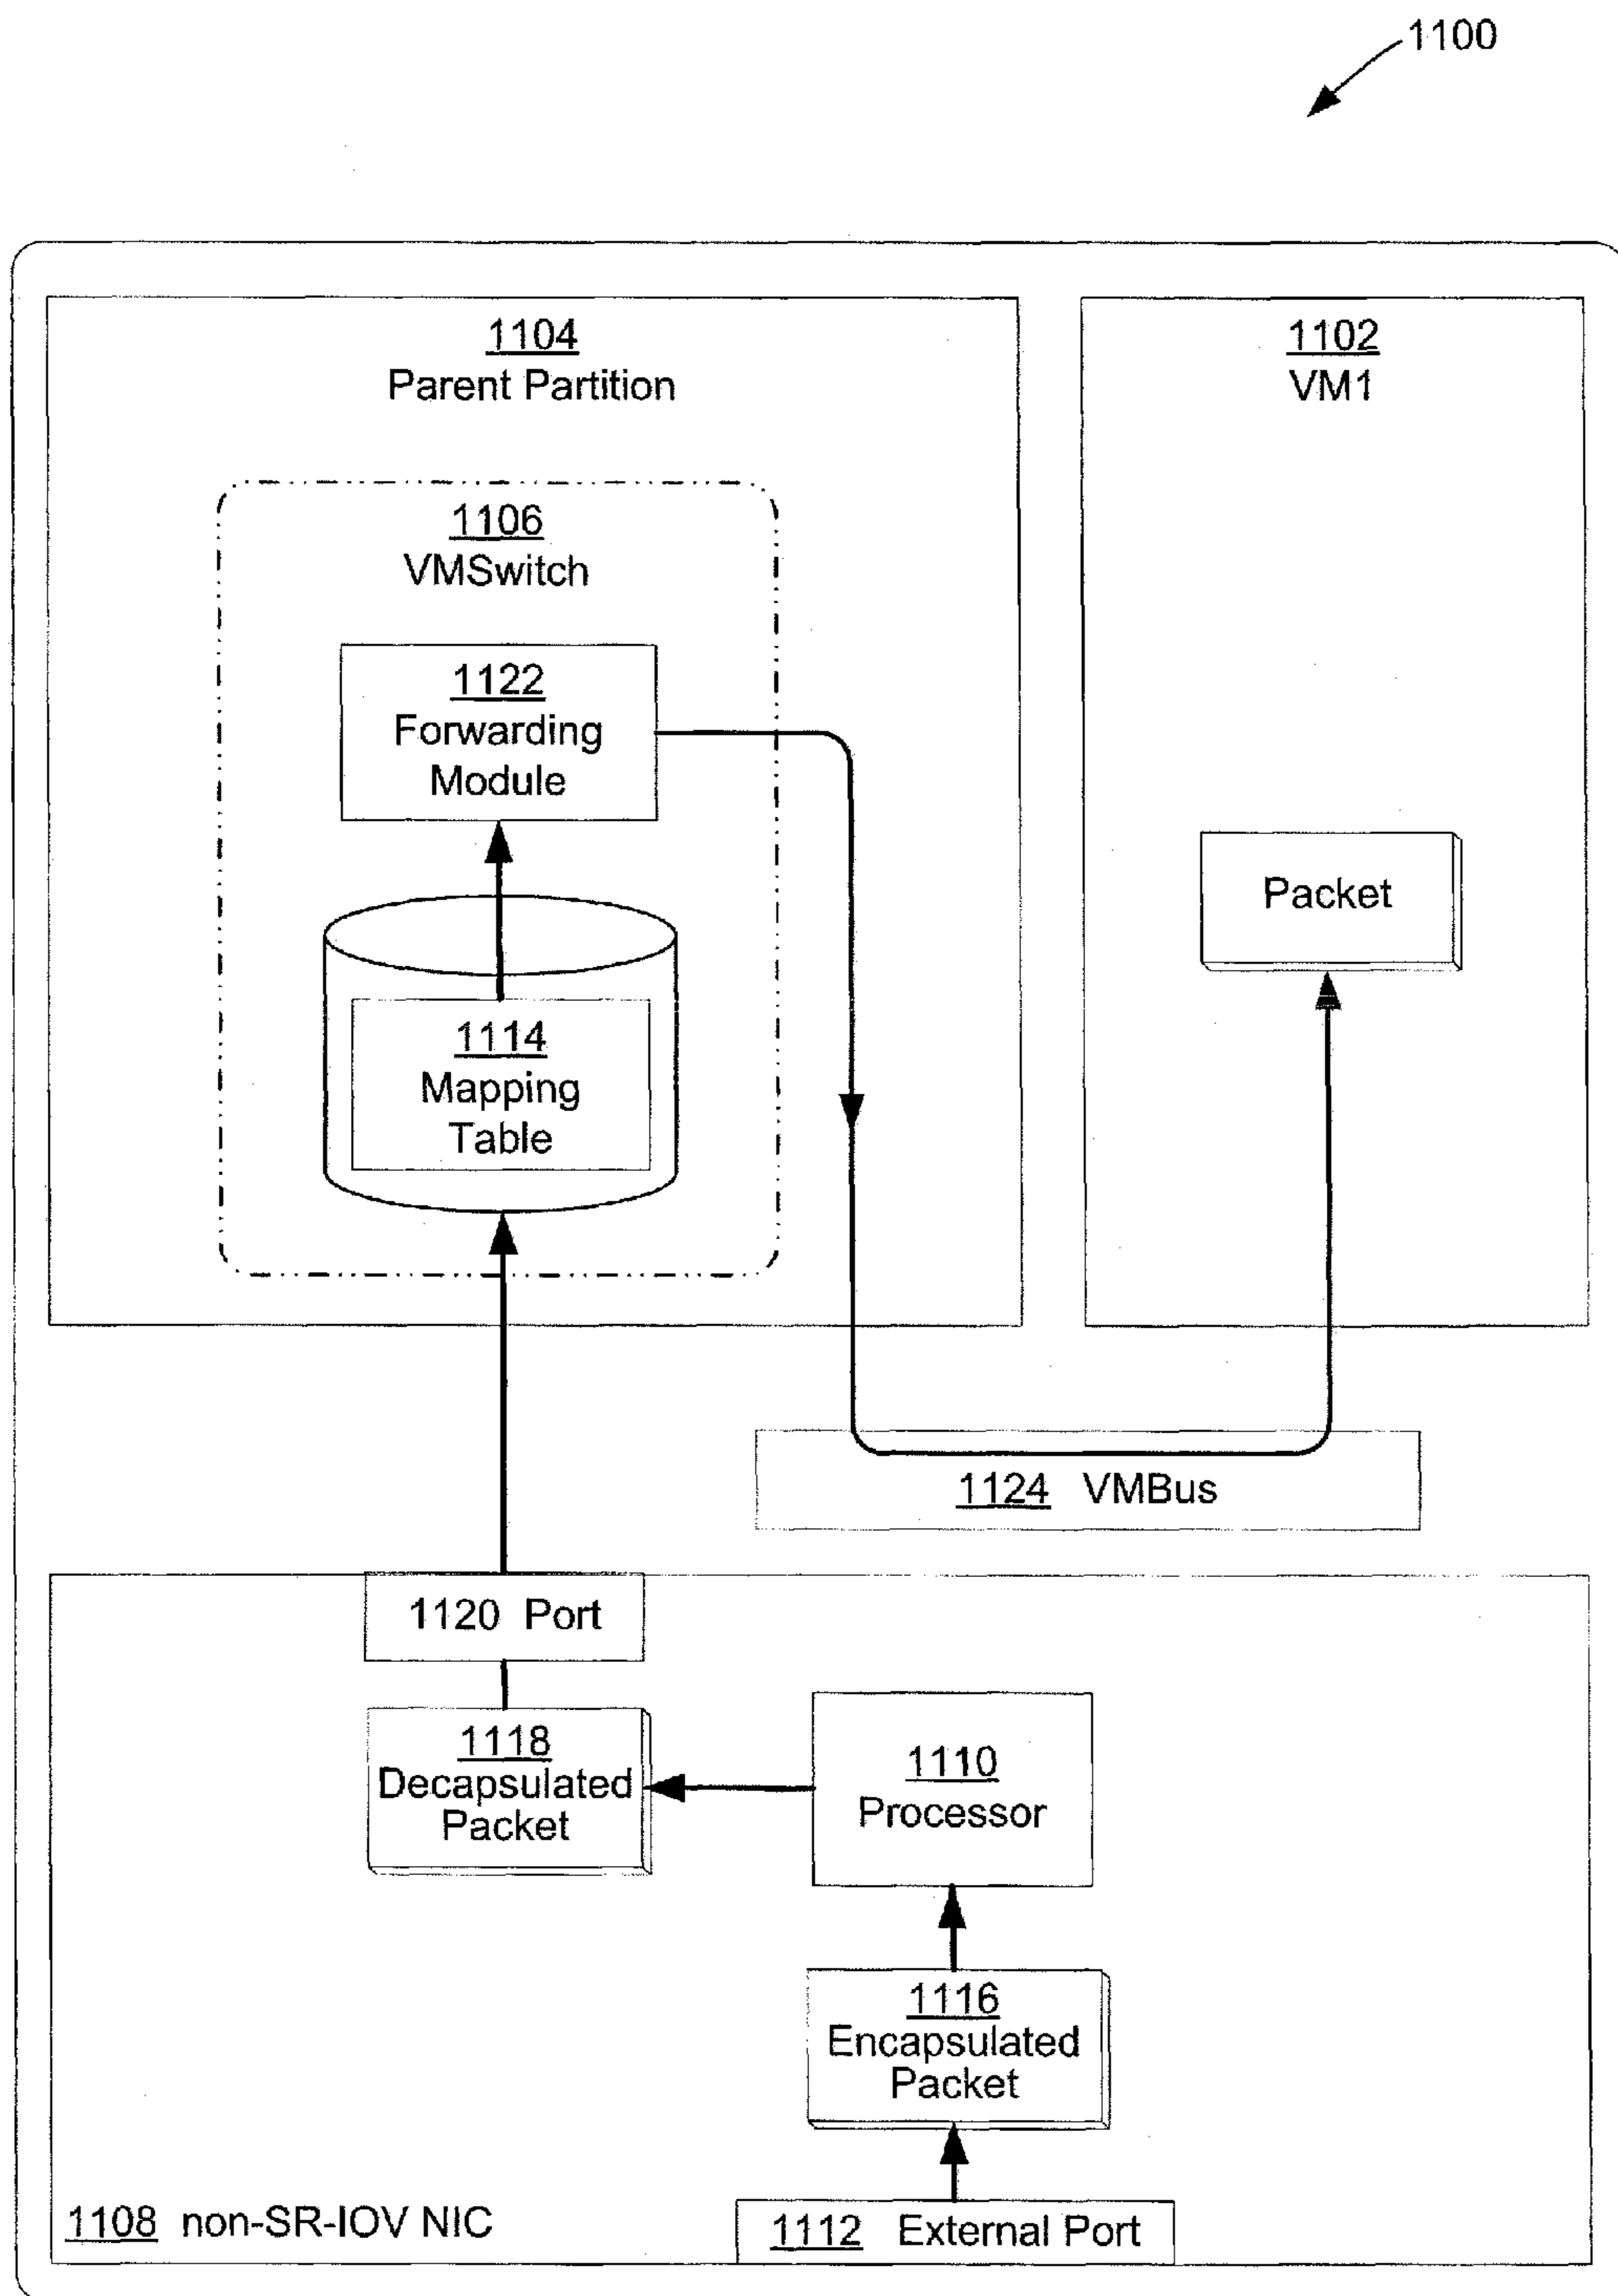 1100
1104
Parent Partition
1102
VM1
1106
VMSwitch
1122
Forwarding
Module
Packet
1114
Mapping
Table
1124 VMBus
1120 Port
1118
Decapsulated
Packet
1110
Processor
1116
Encapsulated
Packet
1108 non-SR-IOV NIC
1112 External Port